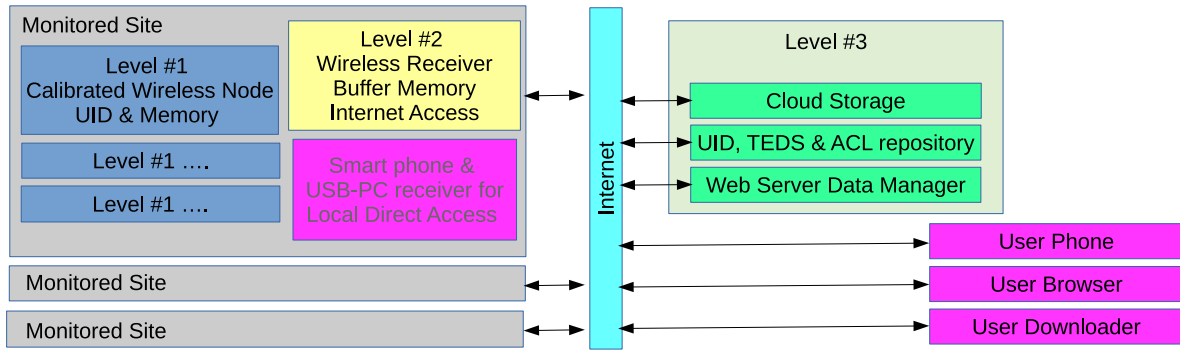 Monitored Site
Level #1
Calibrated Wireless Node
UID & Memory
Level #1 ….
Level #1 ….
Level #2
Wireless Receiver
Buffer Memory
Internet Access
Smart phone &
USB-PC receiver for
Local Direct Access
Monitored Site
Monitored Site
Internet
Level #3
Cloud Storage
UID, TEDS & ACL repository
Web Server Data Manager
User Phone
User Browser
User Downloader